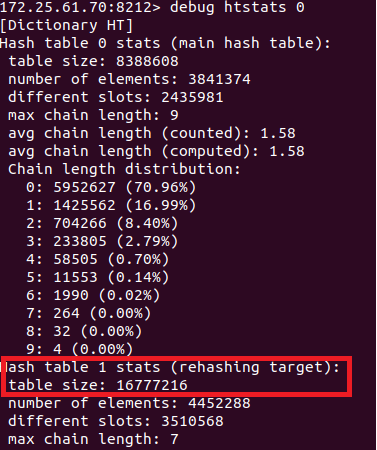 172.25.61.70:8212> debug htstats 0
[Dictionary HT]
Hash table 0 stats (main hash table):
table size: 8388608
number of elements: 3841374
different slots: 2435981
max chain length: 9
avg chain length (counted): 1.58
avg chain length (computed): 1.58
Chain length distribution:
0: 5952627 (70.96%)
1: 1425562 (16.99%)
2: 704266 (8.40%)
3: 233805 (2.79%)
4: 58505 (0.70%)
5: 11553 (0.14%)
6: 1990 (0.02%)
7: 264 (0.00%)
8: 32 (0.00%)
9: 4 (0.00%)
Hash table 1 stats (rehashing target):
table size: 16777216
number of elements: 4452288
different slots: 3510568
max chain length: 7